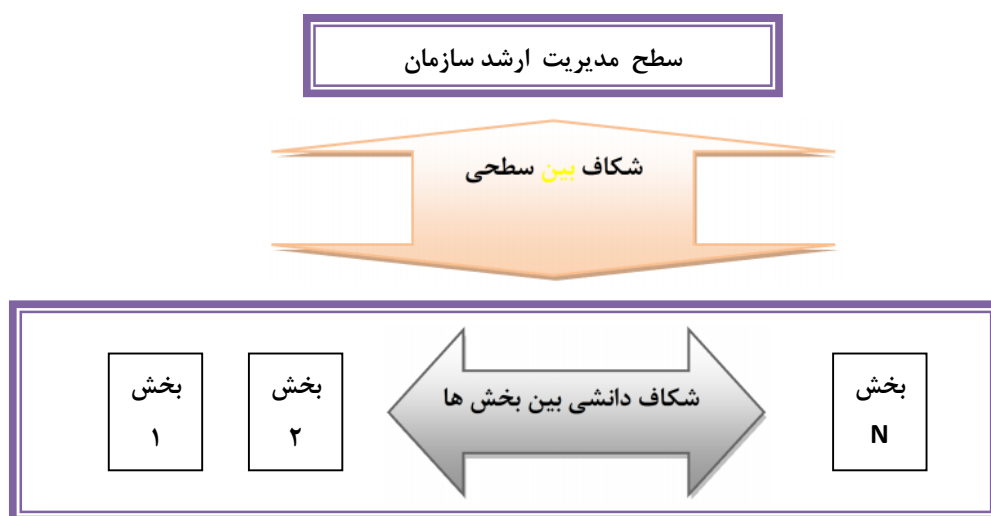 سطح مدیریت ارشد سازمان
شکاف بین سطحی
بخش
۱
بخش
۲
شکاف دانشی بین بخش ها
بخش
N